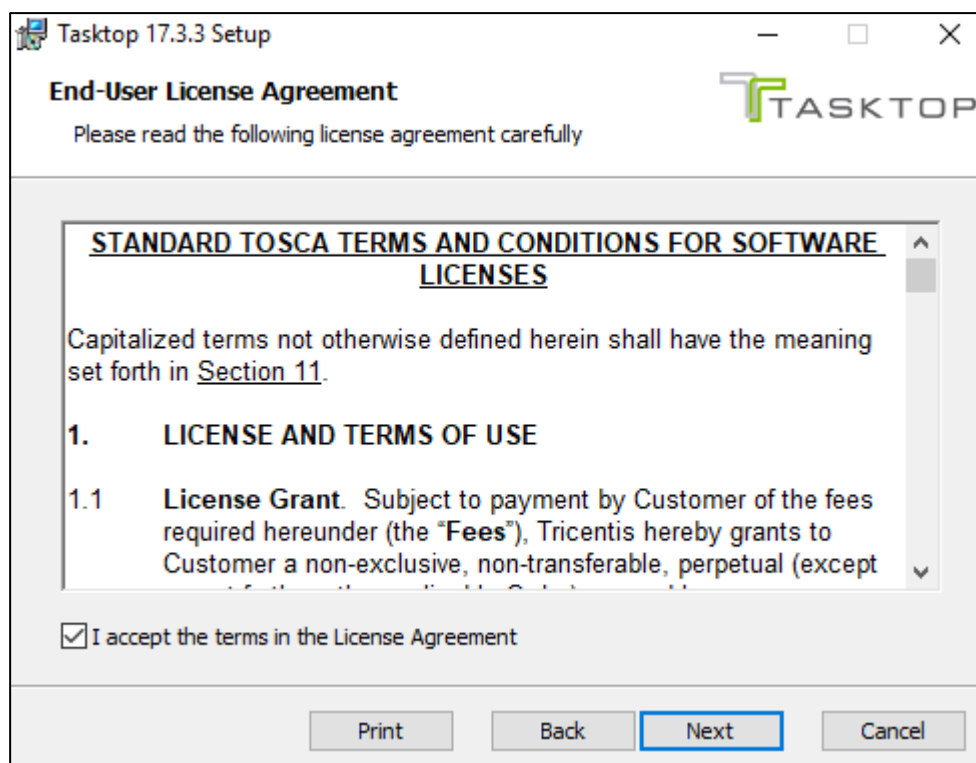 Tasktop 17.3.3 Setup
End-User License Agreement
Please read the following license agreement carefully
TASKTOP
STANDARD TOSCA TERMS AND CONDITIONS FOR SOFTWARE
LICENSES
Capitalized terms not otherwise defined herein shall have the meaning
set forth in Section 11.
1. LICENSE AND TERMS OF USE
1.1 License Grant. Subject to payment by Customer of the fees
required hereunder (the “Fees”), Tricentis hereby grants to
Customer a non-exclusive, non-transferable, perpetual (except
I accept the terms in the License Agreement
Print Back Next Cancel